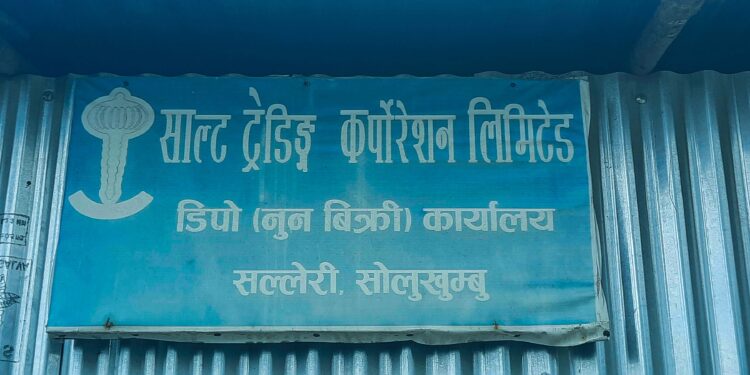 साल्ट ट्रेडिङ्ग कर्पोरेशन लिमिटेड
डिपो (नुन बिक्री) कार्यालय
सल्लेरी, सोलुखुम्बु